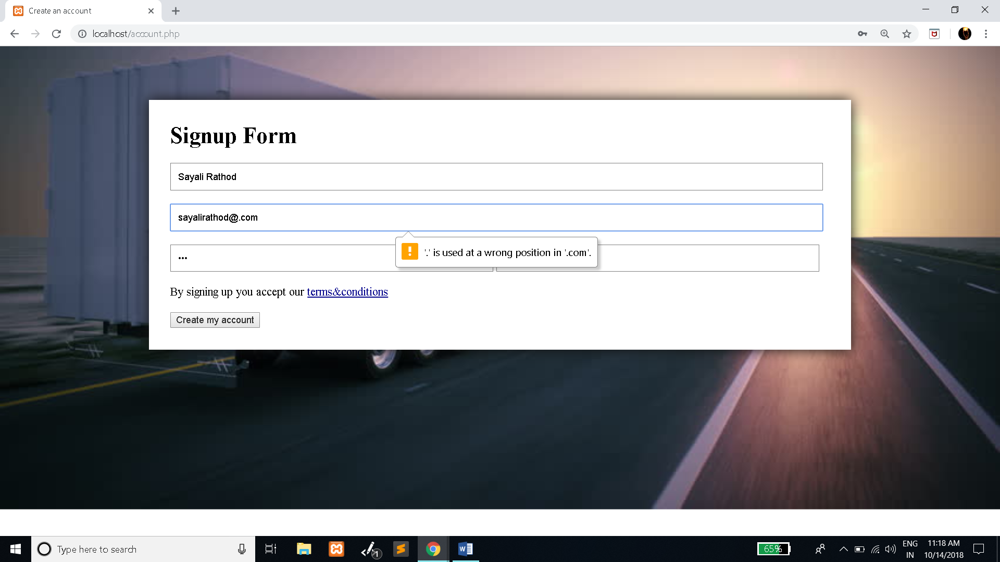 Create an account
localhost/account.php
Signup Form
Sayali Rathod
sayalirathod@.com
'.' is used at a wrong position in '.com'.
•••
By signing up you accept our terms&conditions
Create my account
Type here to search
1
W
65%
ENG
IN
11:18 AM
10/14/2018